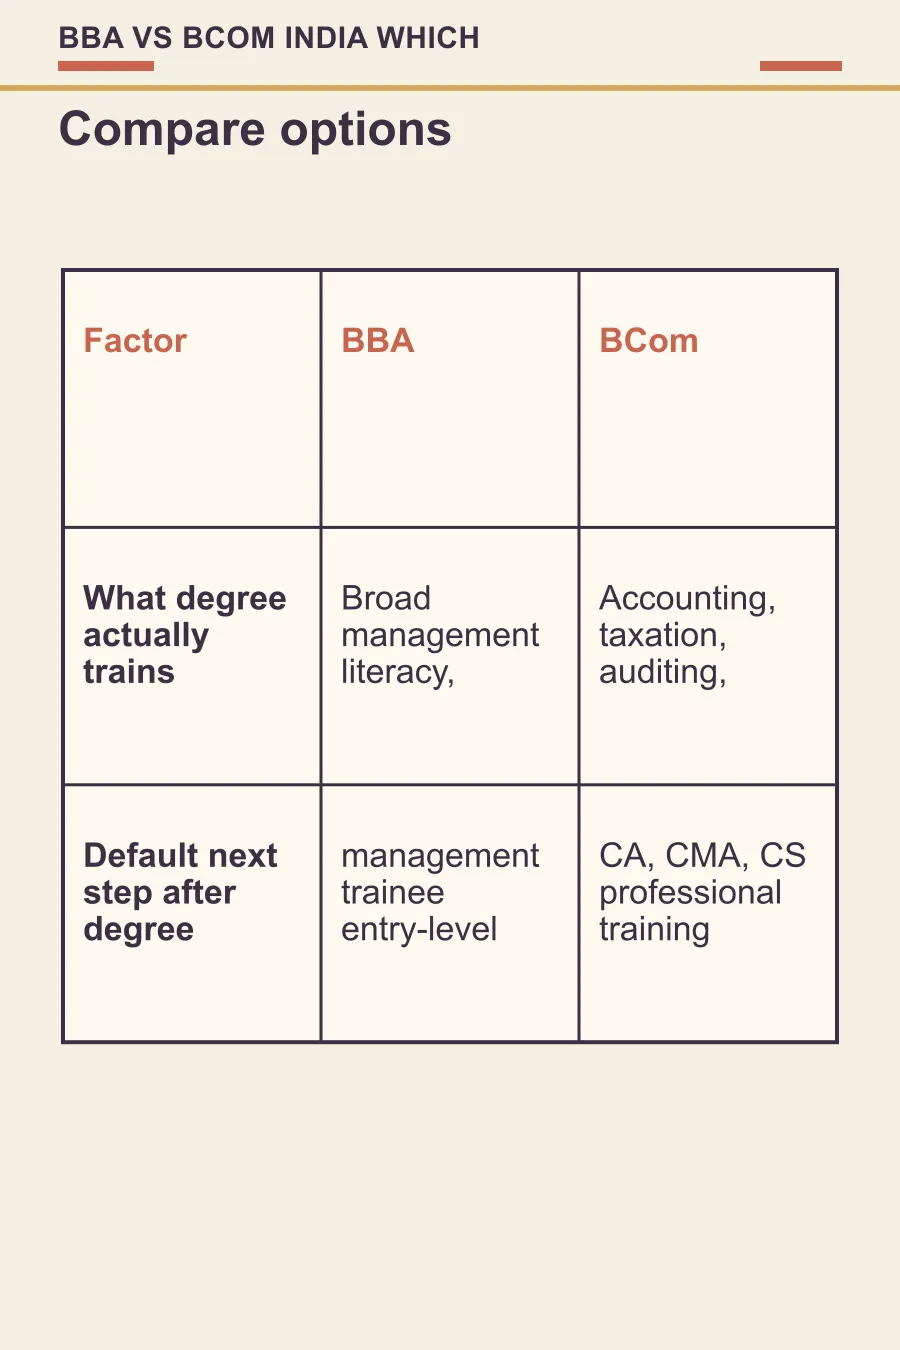 BBA VS BCOM INDIA WHICH
Compare options
Factor
BBA
BCom
What degree
actually
trains
Broad
management
literacy,
Accounting,
taxation,
auditing,
Default next
step after
degree
management
trainee
entry-level
CA, CMA, CS
professional
training